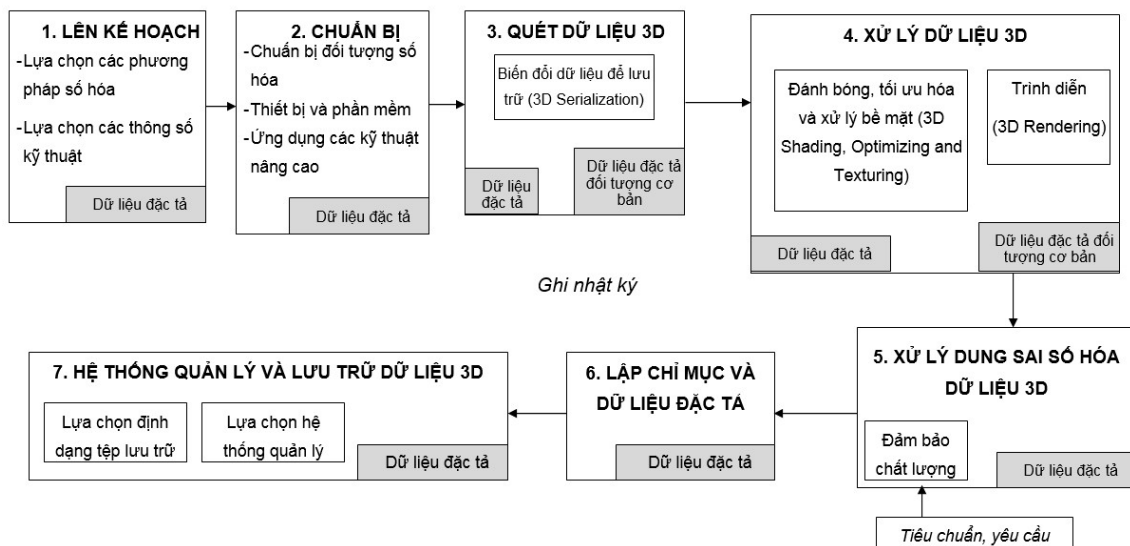 1. LÊN KẾ HOẠCH
-Lựa chọn các phương
pháp số hóa
-Lựa chọn các thông số
kỹ thuật
Dữ liệu đặc tả
2. CHUẨN BỊ
-Chuẩn bị đối tượng số
hóa
-Thiết bị và phần mềm
-Ứng dụng các kỹ thuật
nâng cao
Dữ liệu đặc tả
3. QUÉT DỮ LIỆU 3D
Biến đổi dữ liệu để lưu
trữ (3D Serialization)
Dữ liệu
đặc tả
Dữ liệu đặc tả
đối tượng cơ
bản
4. XỬ LÝ DỮ LIỆU 3D
Đánh bóng, tối ưu hóa
và xử lý bề mặt (3D
Shading, Optimizing and
Texturing)
Trình diễn
(3D Rendering)
Dữ liệu đặc tả
Dữ liệu đặc tả đối
tượng cơ bản
Ghi nhật ký
5. XỬ LÝ DUNG SAI SỐ HÓA
DỮ LIỆU 3D
Đảm bảo
chất lượng
Dữ liệu đặc tả
Tiêu chuẩn, yêu cầu
6. LẬP CHỈ MỤC VÀ
DỮ LIỆU ĐẶC TẢ
Dữ liệu đặc tả
7. HỆ THỐNG QUẢN LÝ VÀ LƯU TRỮ DỮ LIỆU 3D
Lựa chọn định
dạng tệp lưu trữ
Lựa chọn hệ
thống quản lý
Dữ liệu đặc tả